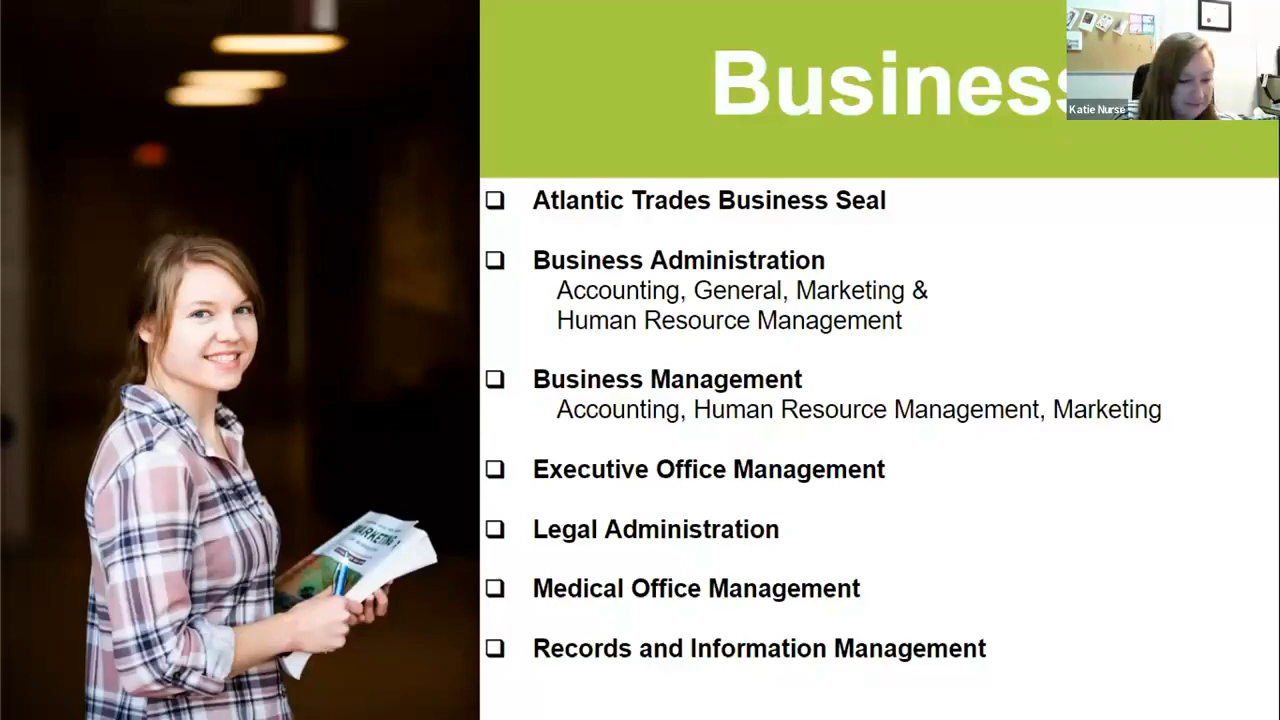 Business
Katie Nurse
Atlantic Trades Business Seal
Business Administration
Accounting, General, Marketing &
Human Resource Management
Business Management
Accounting, Human Resource Management, Marketing
Executive Office Management
Legal Administration
Medical Office Management
Records and Information Management
MARKETING